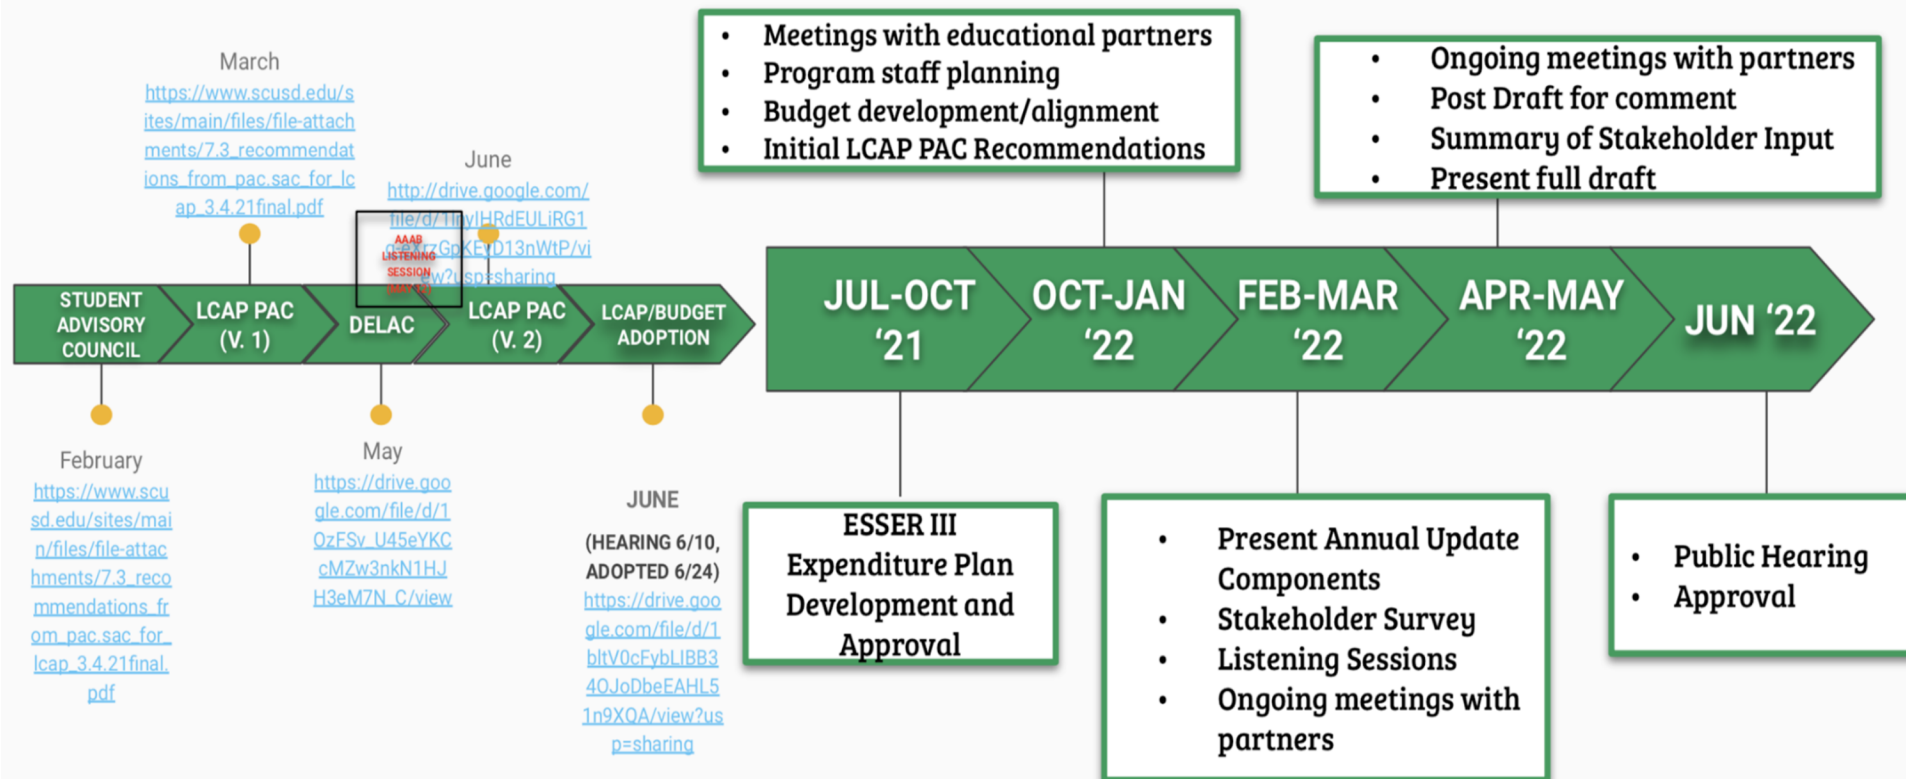 March
https://www.scusd.edu/s
ites/main/files/file-attach
ments/7.3_recommendat
ions_from_pac.sac_for_lc
ap_3.4.21final.pdf
June
http://drive.google.com/
AAAB
LISTENING
SESSION
ew?usp=sharing
STUDENT
ADVISORY
COUNCIL
LCAP PAC
(V. 1)
DELAC
LCAP PAC
(V. 2)
LCAP/BUDGET
ADOPTION
February
https://www.scu
sd.edu/sites/mai
n/files/file-attac
hments/7.3_reco
mmendations_fr
om_pac.sac_for_
lcap_3.4.21final.
pdf
May
https://drive.goo
gle.com/file/d/1
OzFSv_U45eYKC
cMZw3nkN1HJ
H3eM7N_C/view
JUNE
(HEARING 6/10,
ADOPTED 6/24)
https://drive.goo
gle.com/file/d/1
bltV0cFybLIBB3
4OJoDbeEAHL5
1n9XQA/view?us
p=sharing
• Meetings with educational partners
• Program staff planning
• Budget development/alignment
• Initial LCAP PAC Recommendations
• Ongoing meetings with partners
• Post Draft for comment
• Summary of Stakeholder Input
• Present full draft
JUL-OCT
‘21
OCT-JAN
‘22
FEB-MAR
‘22
APR-MAY
‘22
JUN ‘22
ESSER III
Expenditure Plan
Development and
Approval
• Present Annual Update
Components
• Stakeholder Survey
• Listening Sessions
• Ongoing meetings with
partners
• Public Hearing
• Approval